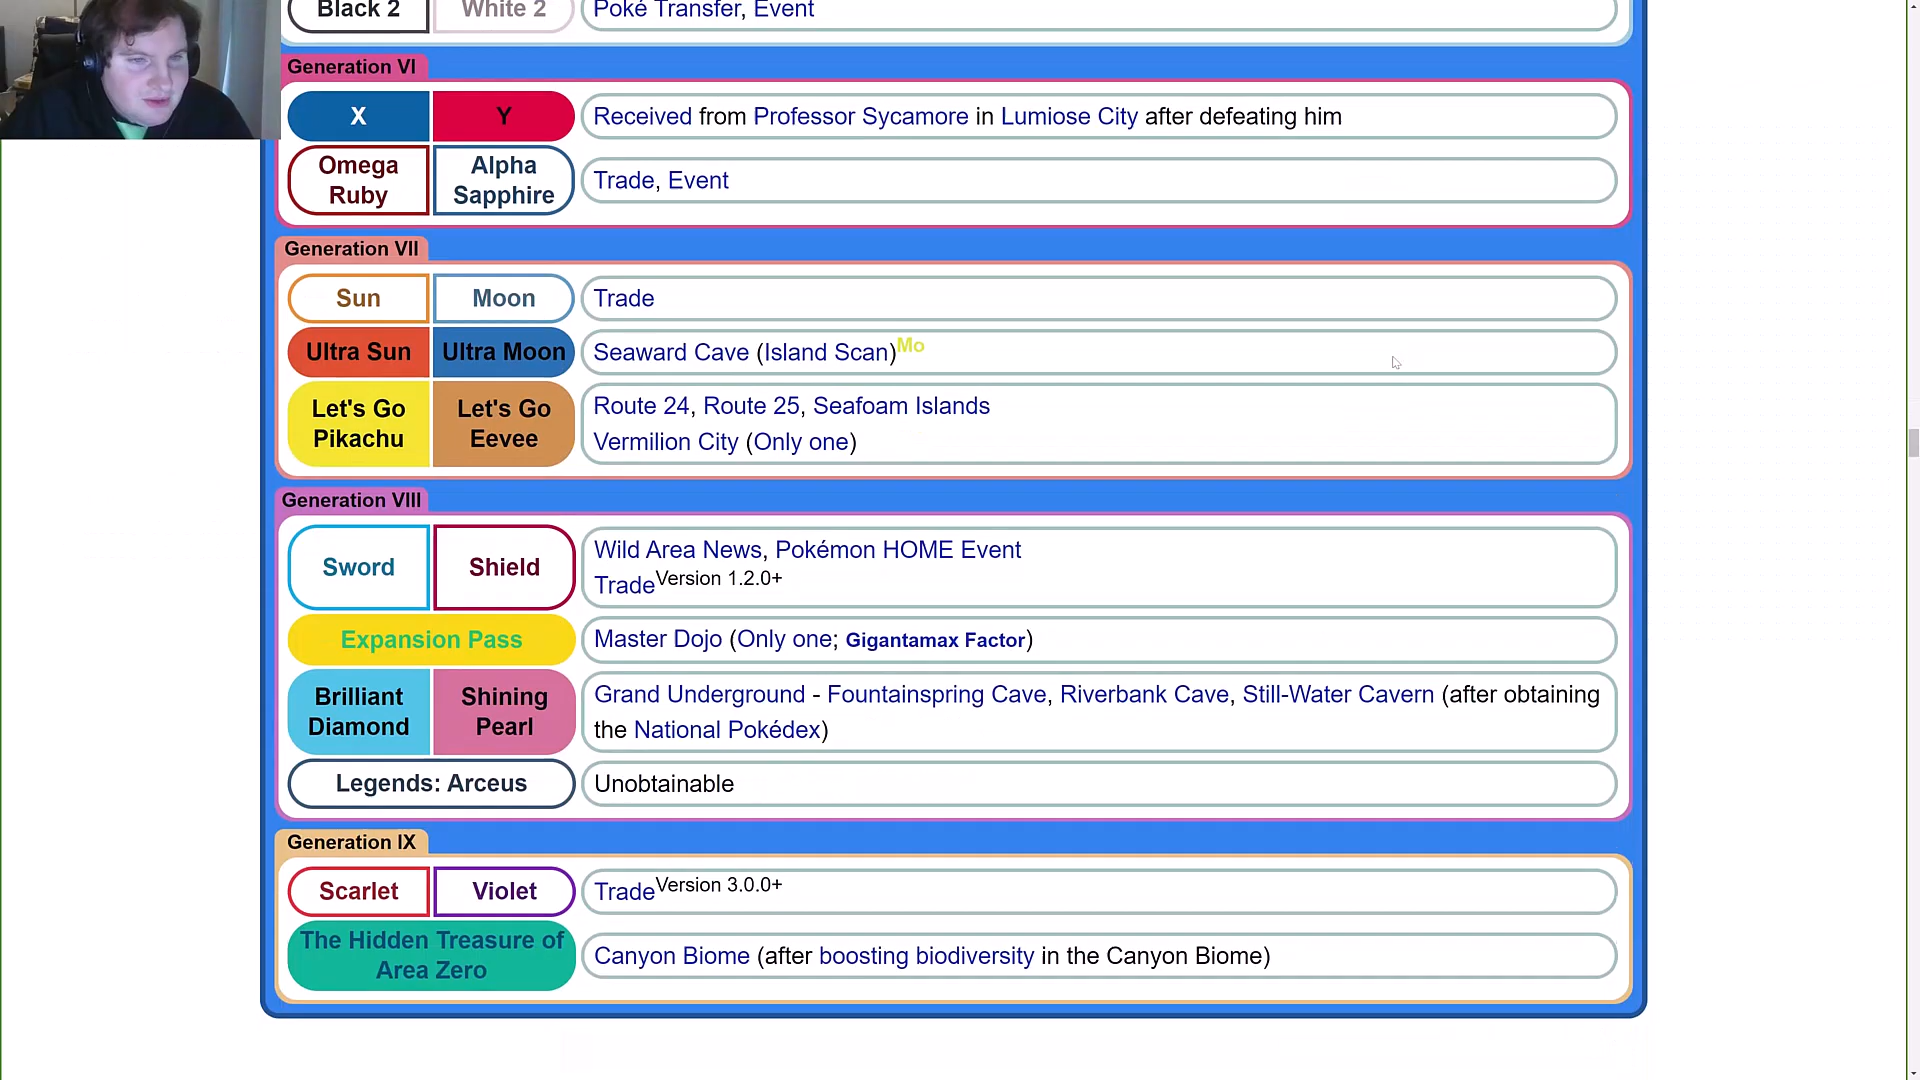 Black 2 White 2 Poké Transfer, Event
Generation VI
X Y Received from Professor Sycamore in Lumiose City after defeating him
Omega
Ruby
Alpha
Sapphire
Trade, Event
Generation VII
Sun Moon Trade
Ultra Sun Ultra Moon Seaward Cave (Island Scan)Mo
Let's Go
Pikachu
Let's Go
Eevee
Route 24, Route 25, Seafoam Islands
Vermilion City (Only one)
Generation VIII
Sword Shield
Wild Area News, Pokémon HOME Event
TradeVersion 1.2.0+
Expansion Pass Master Dojo (Only one; Gigantamax Factor)
Brilliant
Diamond
Shining
Pearl
Grand Underground - Fountainspring Cave, Riverbank Cave, Still-Water Cavern (after obtaining
the National Pokédex)
Legends: Arceus Unobtainable
Generation IX
Scarlet Violet TradeVersion 3.0.0+
The Hidden Treasure of
Area Zero
Canyon Biome (after boosting biodiversity in the Canyon Biome)